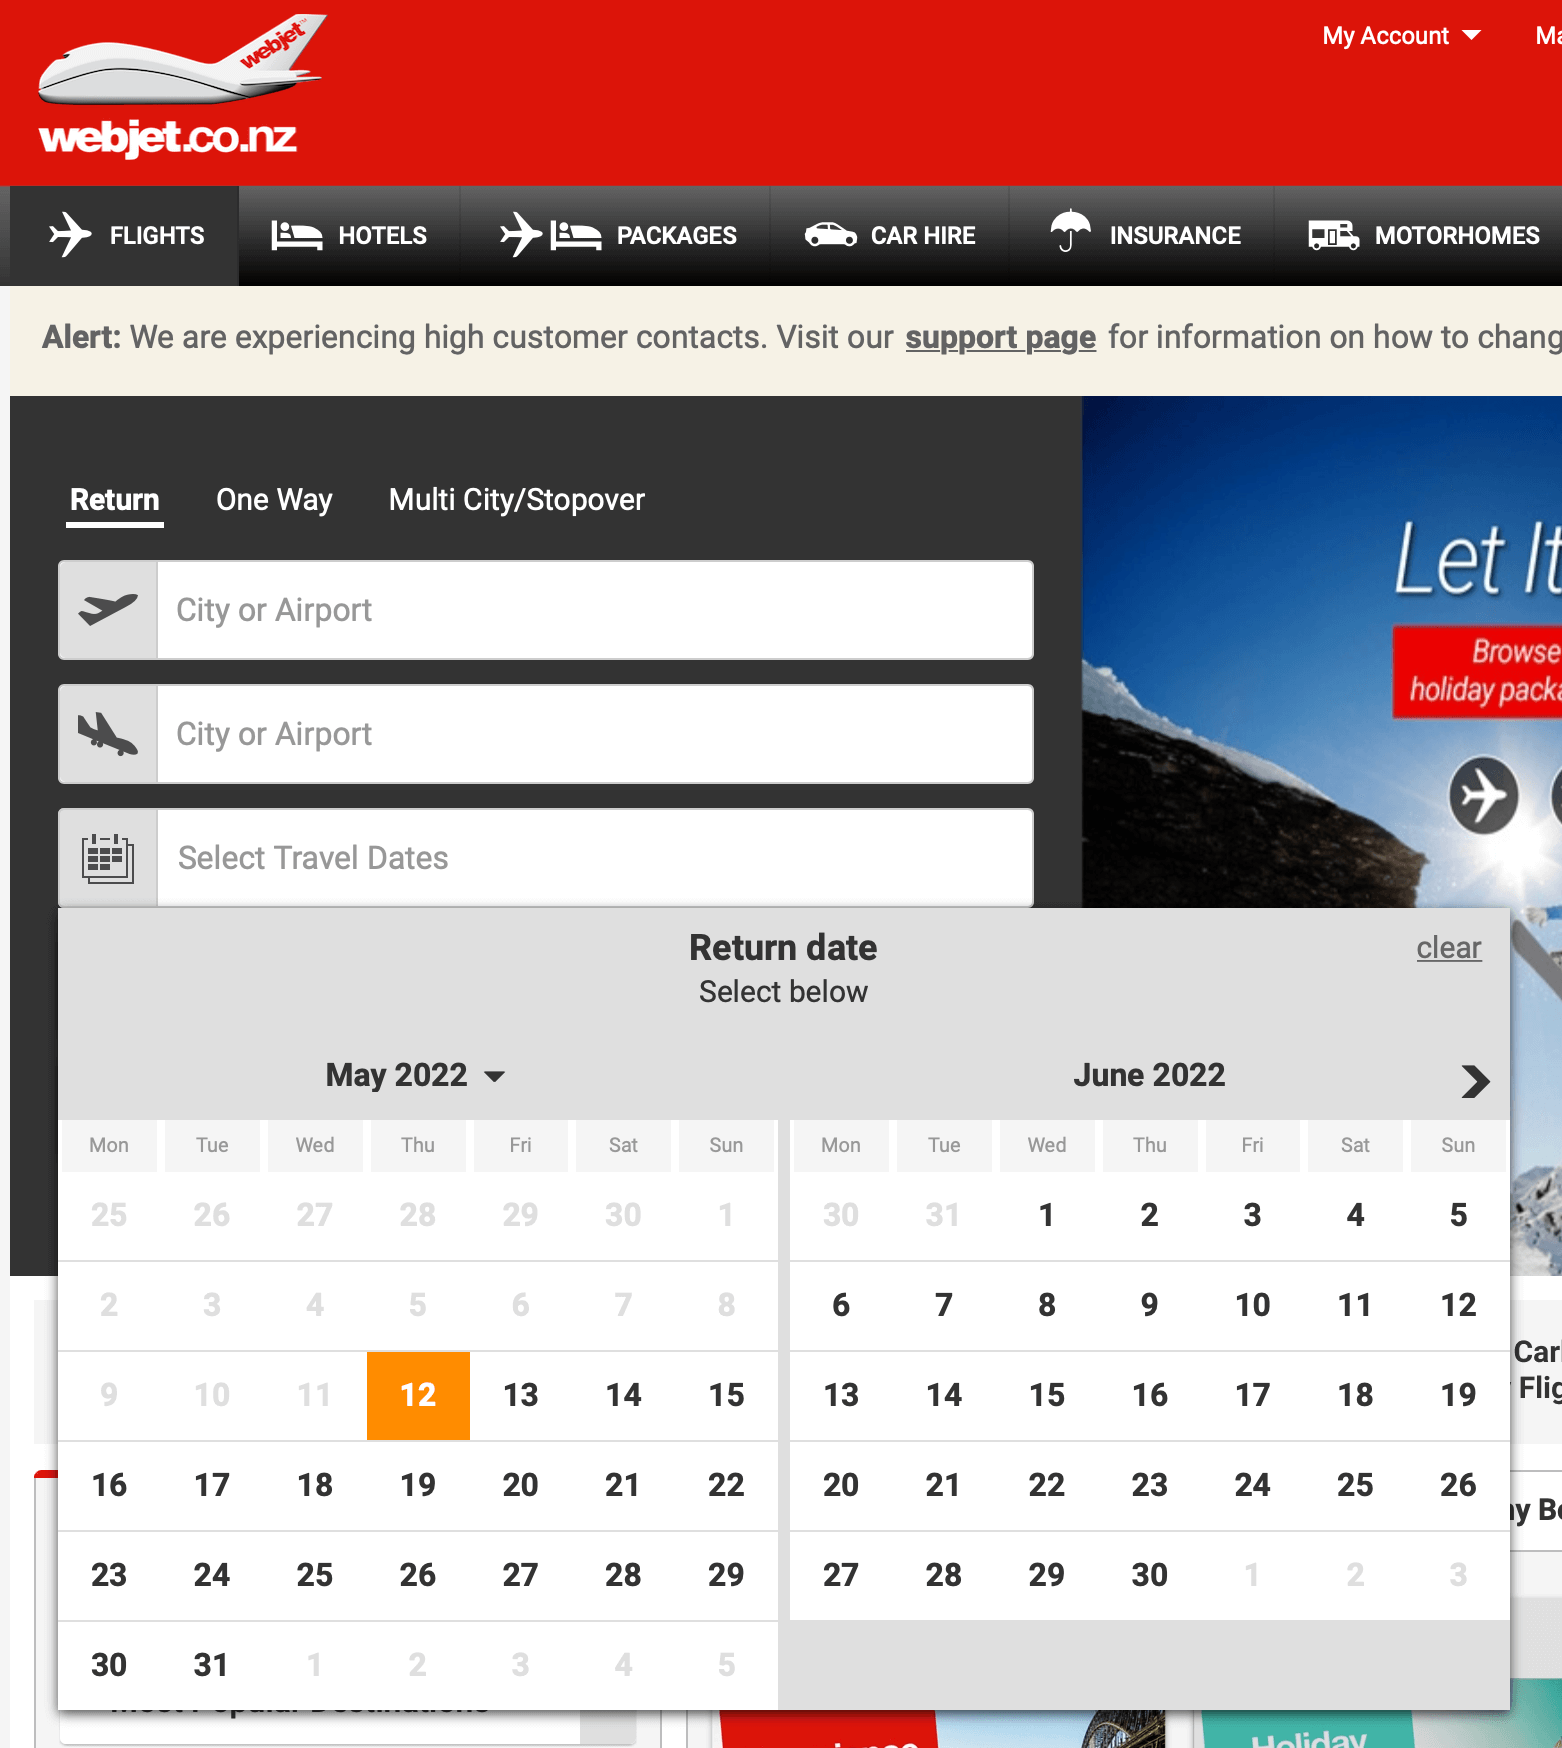 webjet
webjet.co.nz
My Account
FLIGHTS HOTELS PACKAGES CAR HIRE INSURANCE MOTORHOMES
Alert: We are experiencing high customer contacts. Visit our support page for information on how to
Return One Way Multi City/Stopover
City or Airport
City or Airport
Select Travel Dates
Let It
Browse
holiday
Return date
clear
Select below
May 2022
June 2022
Mon Tue Wed Thu Fri Sat Sun
25 26 27 28 29 30 1
2 3 4 5 6 7 8
9 10 11 12 13 14 15
16 17 18 19 20 21 22
23 24 25 26 27 28 29
30 31 1 2 3 4 5
Mon Tue Wed Thu Fri Sat Sun
30 31 1 2 3 4 5
6 7 8 9 10 11 12
13 14 15 16 17 18 19
20 21 22 23 24 25 26
27 28 29 30 1 2 3
Most Popular Destinations
Holiday